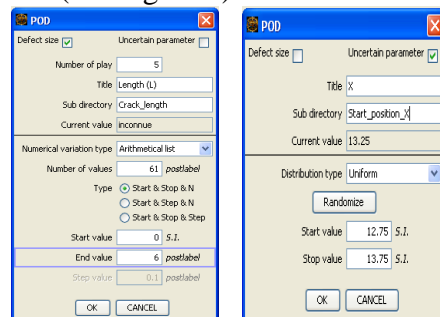 POD
Defect size Uncertain parameter
Number of play 5
Title Length (L)
Sub directory Crack_length
Current value inconnue
Numerical variation type Arithmetical list
Number of values 61 postlabel
Type Start & Stop & N
Start & Stop & N
Start & Stop & Step
Start value 0 S.I.
End value 6 postlabel
Step value 0.1 postlabel
OK CANCEL
POD
Defect size Uncertain parameter
Title X
Sub directory Start_position_X
Current value 13.25
Distribution type Uniform
Randomize
Start value 12.75 S.I.
Stop value 13.75 S.I.
OK CANCEL